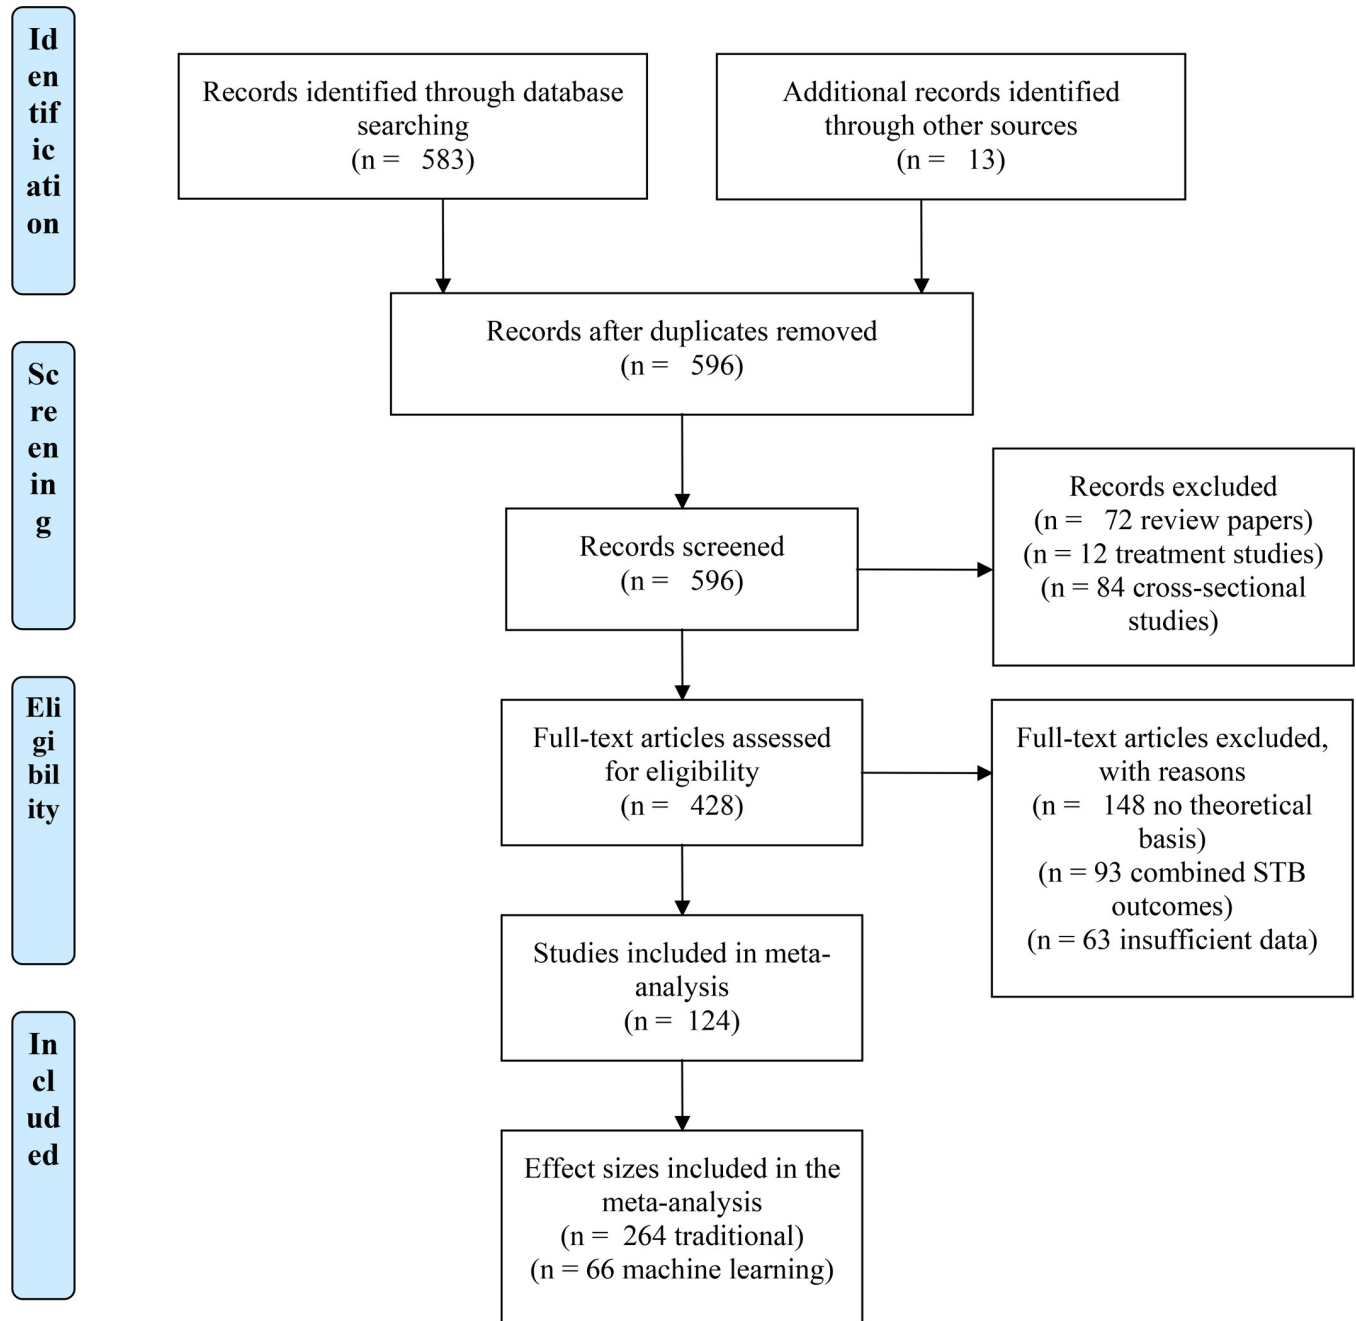 Id
en
tif
ic
ati
on
Records identified through database
searching
(n =   583)
Additional records identified
through other sources
(n =   13)
Records after duplicates removed
(n =   596)
Sc
re
en
in
g
Records screened
(n =   596)
Records excluded
(n =   72 review papers)
(n = 12 treatment studies)
(n = 84 cross-sectional
studies)
Eli
gi
bil
ity
Full-text articles assessed
for eligibility
(n =   428)
Full-text articles excluded,
with reasons
(n =   148 no theoretical
basis)
(n = 93 combined STB
outcomes)
(n = 63 insufficient data)
Studies included in meta-
analysis
(n =  124)
In
cl
ud
ed
Effect sizes included in the
meta-analysis
(n =  264 traditional)
(n = 66 machine learning)